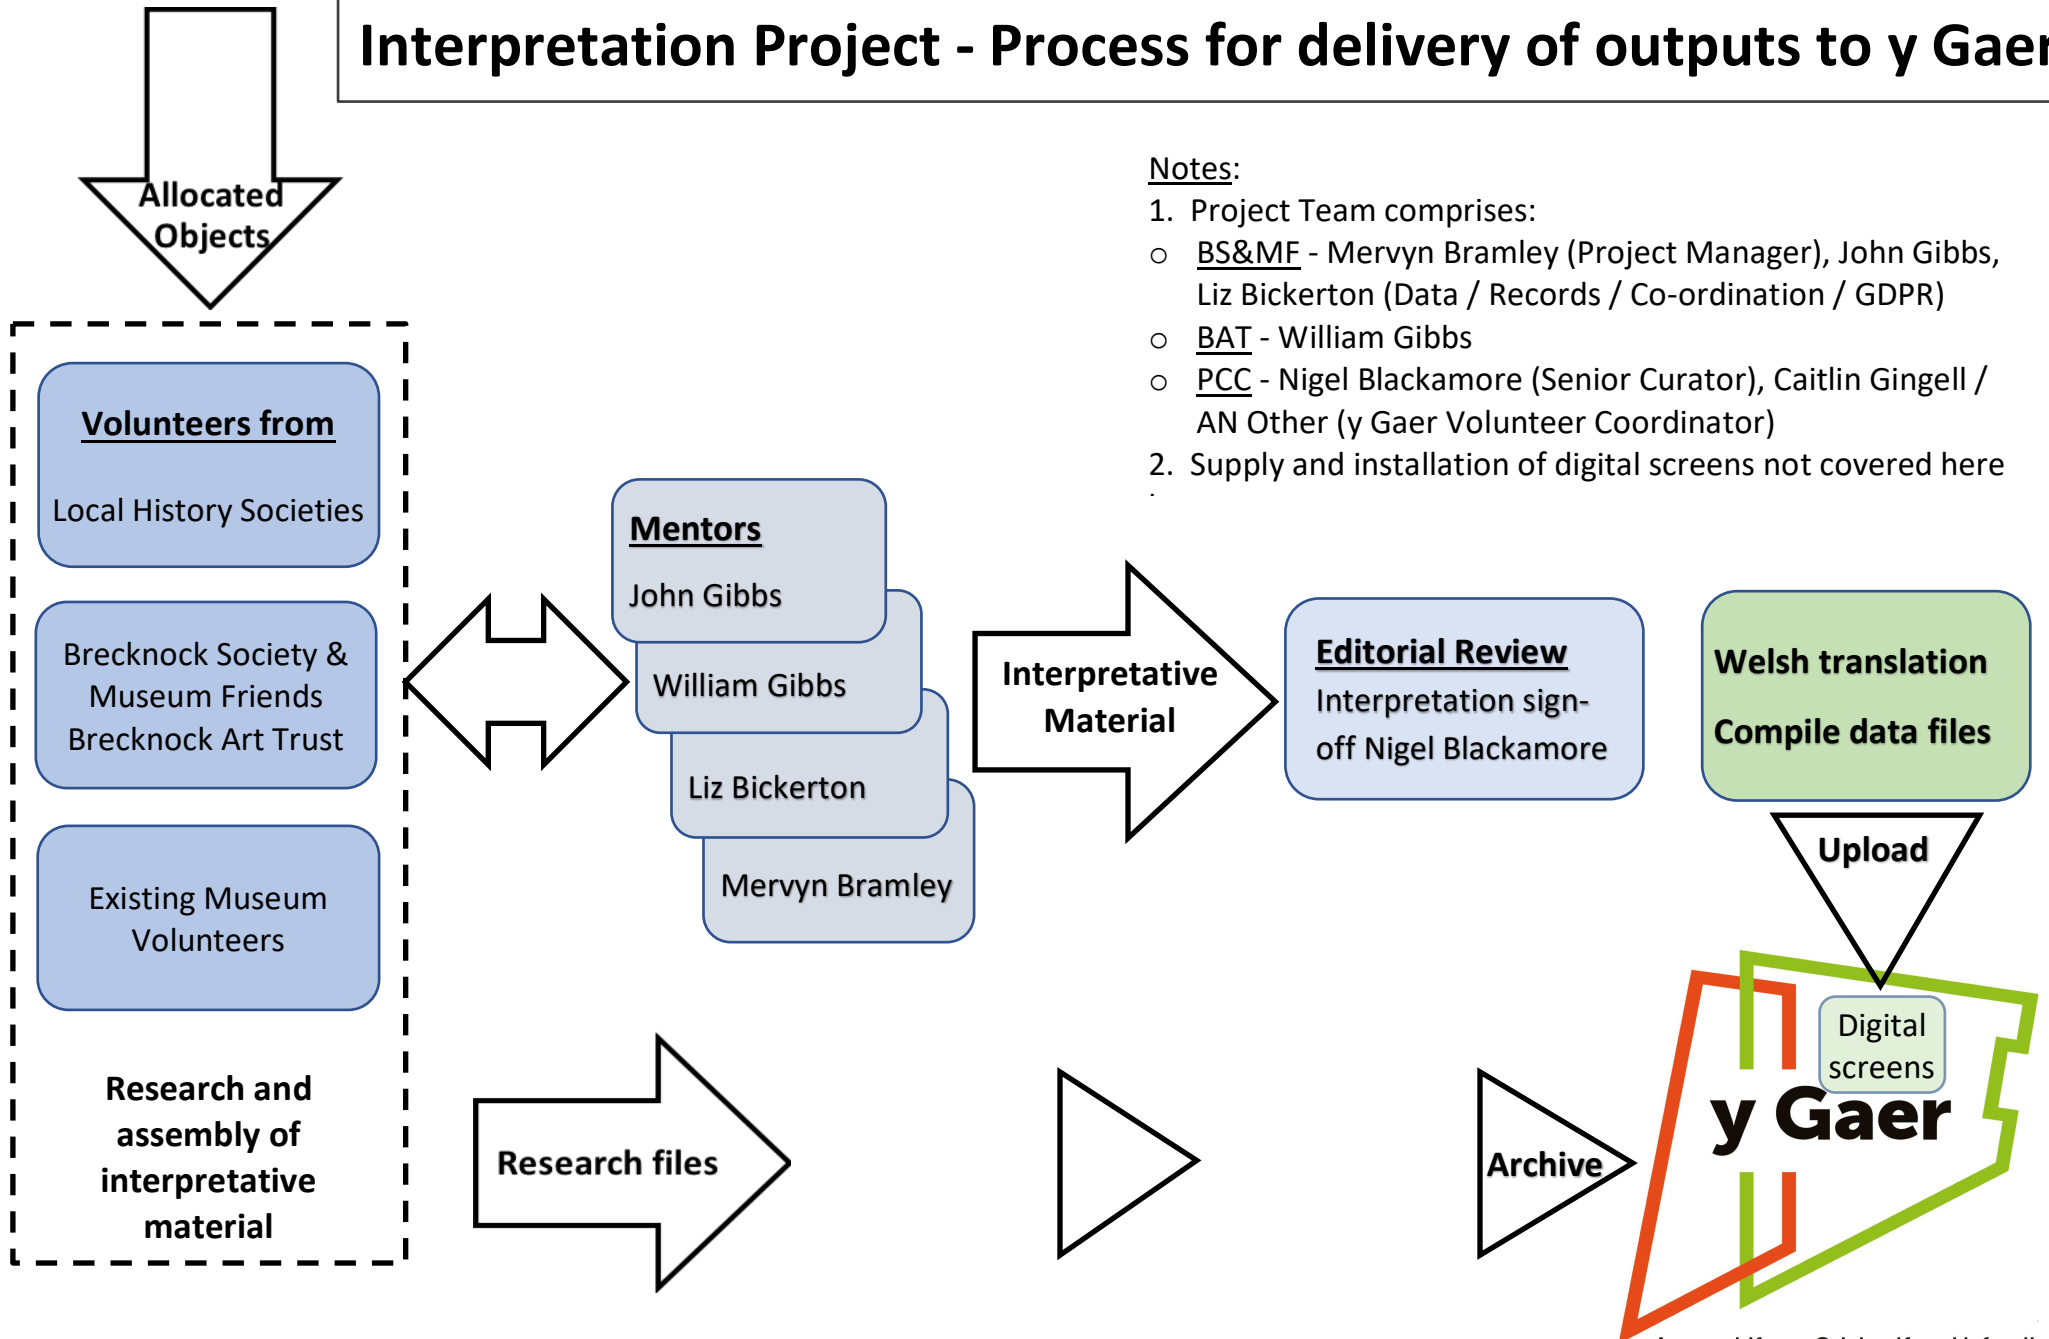 Interpretation Project - Process for delivery of outputs to y Gaer
Allocated
Objects
Notes:
1. Project Team comprises:
o BS&MF - Mervyn Bramley (Project Manager), John Gibbs,
Liz Bickerton (Data / Records / Co-ordination / GDPR)
o BAT - William Gibbs
o PCC - Nigel Blackamore (Senior Curator), Caitlin Gingell /
AN Other (y Gaer Volunteer Coordinator)
2. Supply and installation of digital screens not covered here
Volunteers from
Local History Societies
Brecknock Society &
Museum Friends
Brecknock Art Trust
Existing Museum
Volunteers
Research and
assembly of
interpretative
material
Mentors
John Gibbs
William Gibbs
Liz Bickerton
Mervyn Bramley
Interpretative
Material
Editorial Review
Interpretation sign-
off Nigel Blackamore
Welsh translation
Compile data files
Upload
Digital
screens
y Gaer
Research files
Archive